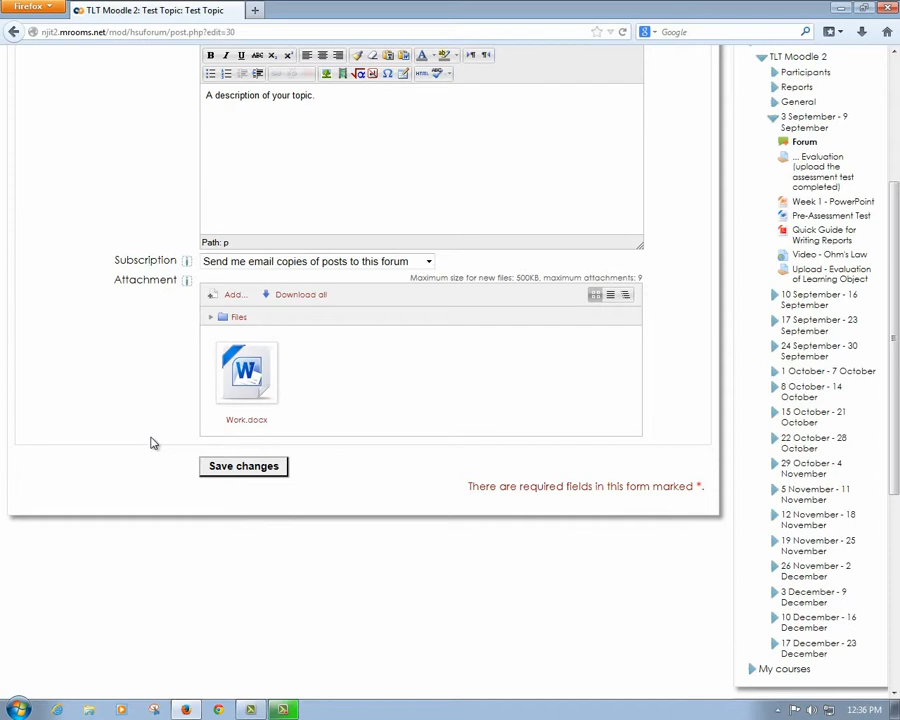 Firefox
TLT Moodle 2: Test Topic: Test Topic
njit2.mrooms.net/mod/hsuforum/post.php?edit=30
Google
B I U ABC x₂ x²
HTML
A description of your topic.
Path: p
Subscription
Send me email copies of posts to this forum
Attachment
Maximum size for new files: 500KB, maximum attachments: 9
Add... Download all
Files
Work.docx
Save changes
There are required fields in this form marked *.
TLT Moodle 2
Participants
Reports
General
3 September - 9
September
Forum
... Evaluation
(upload the
assessment test
completed)
Week 1 - PowerPoint
Pre-Assessment Test
Quick Guide for
Writing Reports
Video - Ohm's Law
Upload - Evaluation
of Learning Object
10 September - 16
September
17 September - 23
September
24 September - 30
September
1 October - 7 October
8 October - 14
October
15 October - 21
October
22 October - 28
October
29 October - 4
November
5 November - 11
November
12 November - 18
November
19 November - 25
November
26 November - 2
December
3 December - 9
December
10 December - 16
December
17 December - 23
December
My courses
12:36 PM